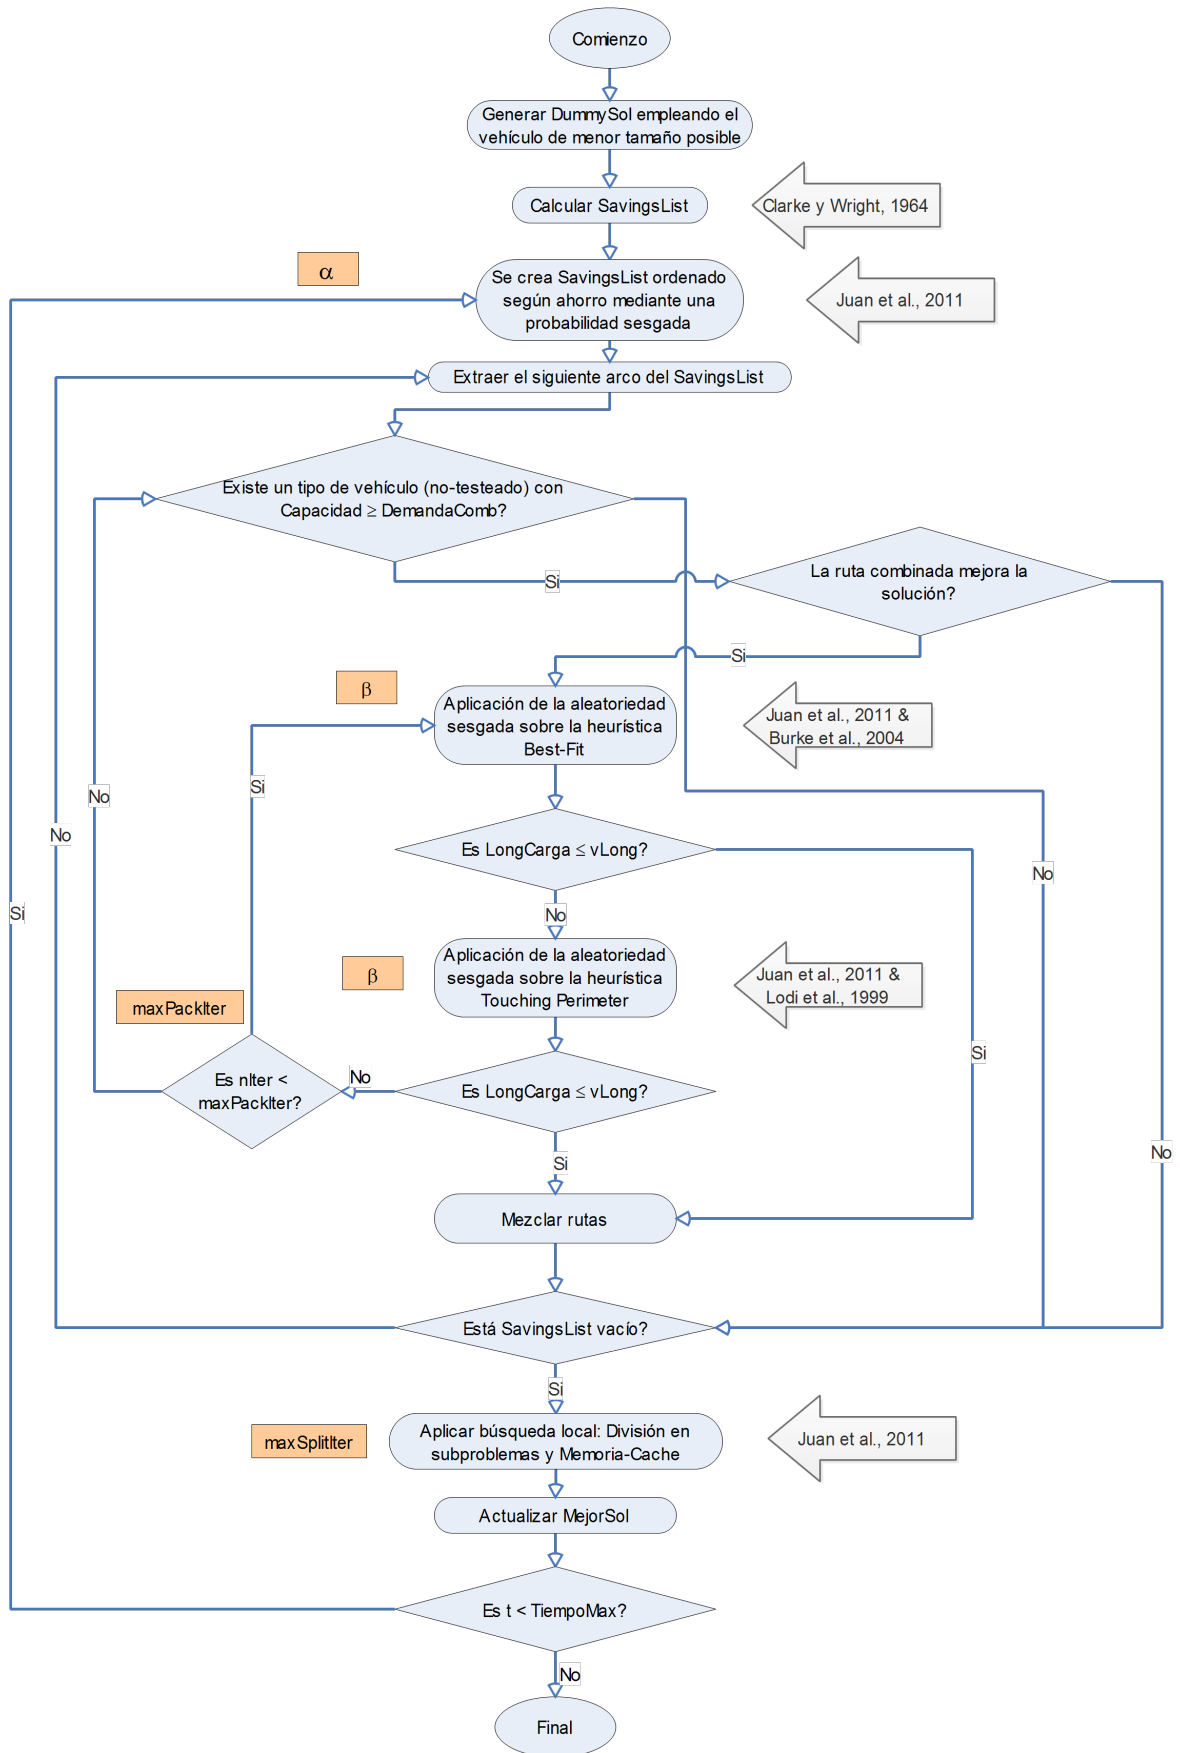 Comienzo
Generar DummySol empleando el
vehículo de menor tamaño posible
Calcular SavingsList
Clarke y Wright, 1964
α
Se crea SavingsList ordenado
según ahorro mediante una
probabilidad sesgada
Juan et al., 2011
Extraer el siguiente arco del SavingsList
Existe un tipo de vehículo (no-testeado) con
Capacidad ≥ DemandaComb?
Si
La ruta combinada mejora la
solución?
Si
β
Aplicación de la aleatoriedad
sesgada sobre la heurística
Best-Fit
Juan et al., 2011 &
Burke et al., 2004
Si
No
No
Es LongCarga ≤ vLong?
No
Si
No
Aplicación de la aleatoriedad
sesgada sobre la heurística
Touching Perimeter
β
Juan et al., 2011 &
Lodi et al., 1999
maxPackIter
Si
Es nIter <
maxPackIter?
No
Es LongCarga ≤ vLong?
Si
No
Mezclar rutas
Está SavingsList vacío?
Si
Aplicar búsqueda local: División en
subproblemas y Memoria-Cache
maxSplitIter
Juan et al., 2011
Actualizar MejorSol
Es t < TiempoMax?
No
Final